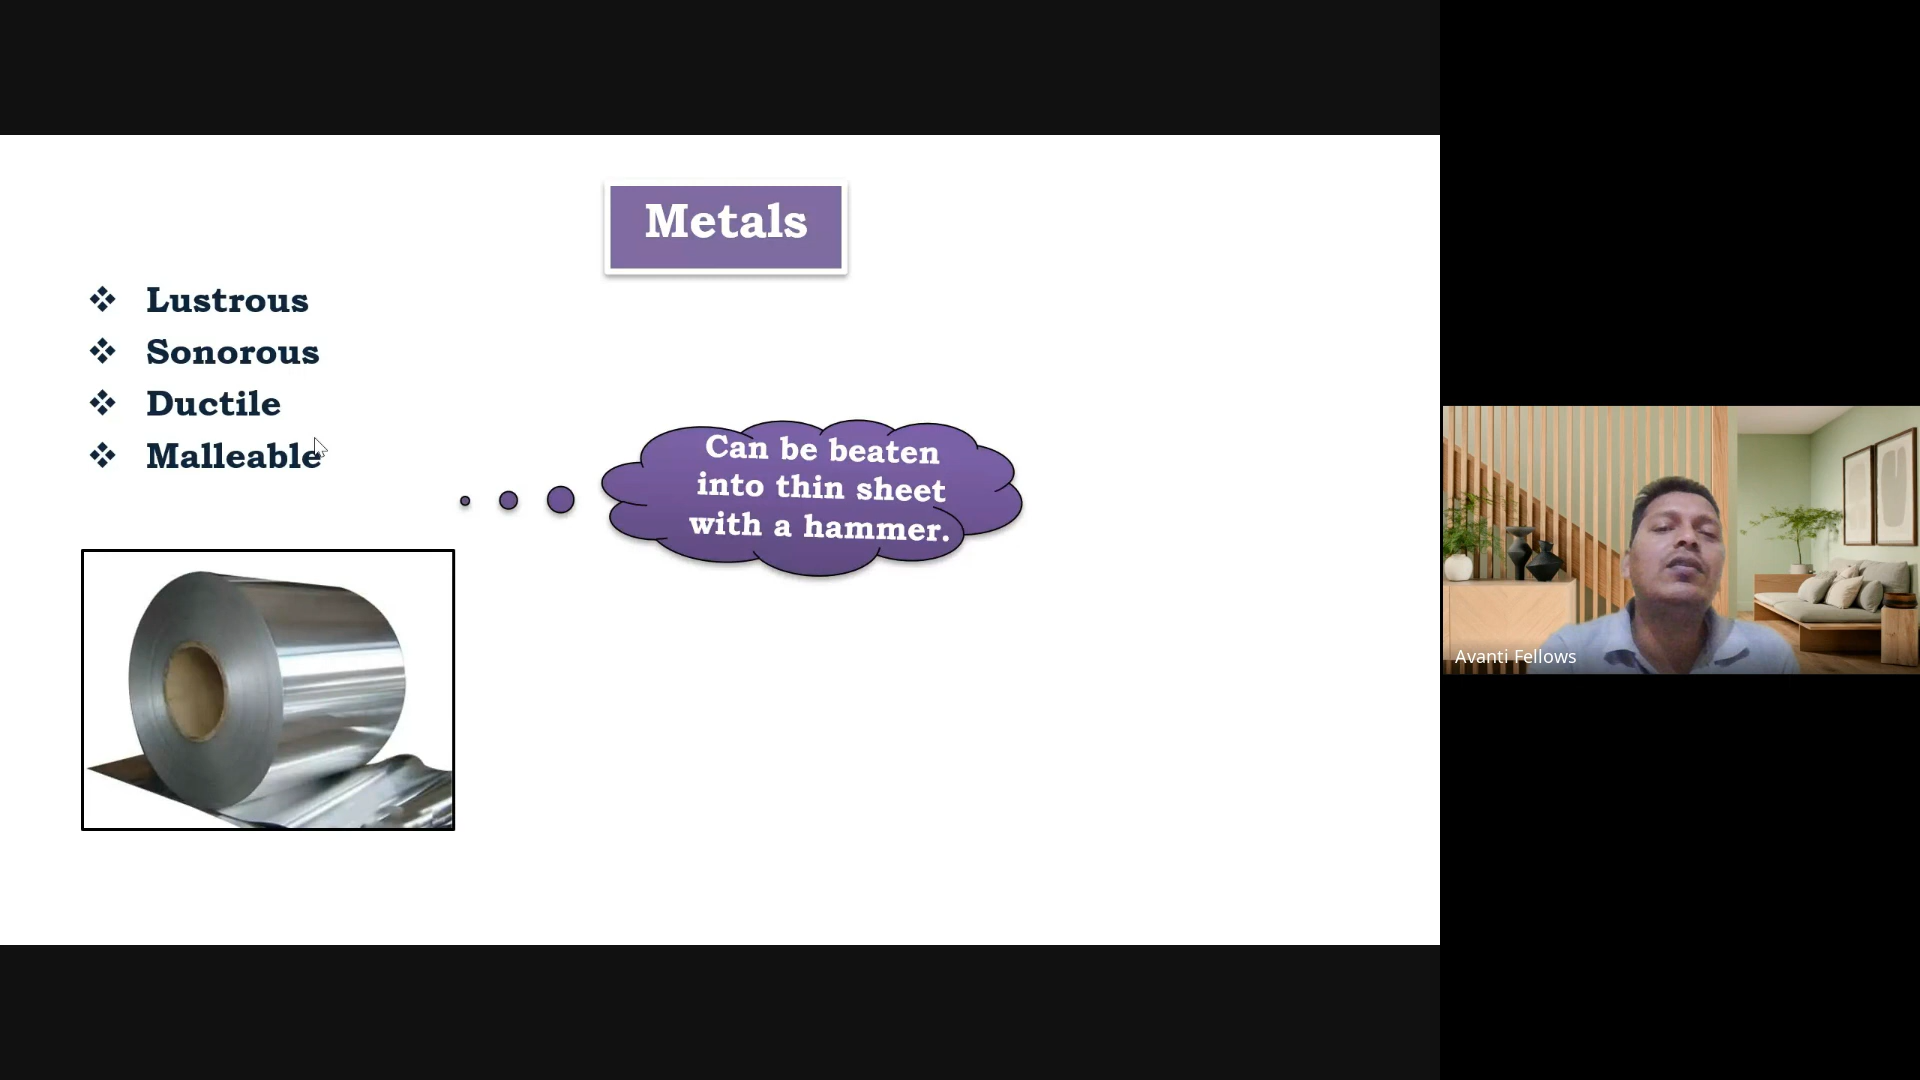 Metals
Lustrous
Sonorous
Ductile
Malleable
Can be beaten
into thin sheet
with a hammer.
Avanti Fellows